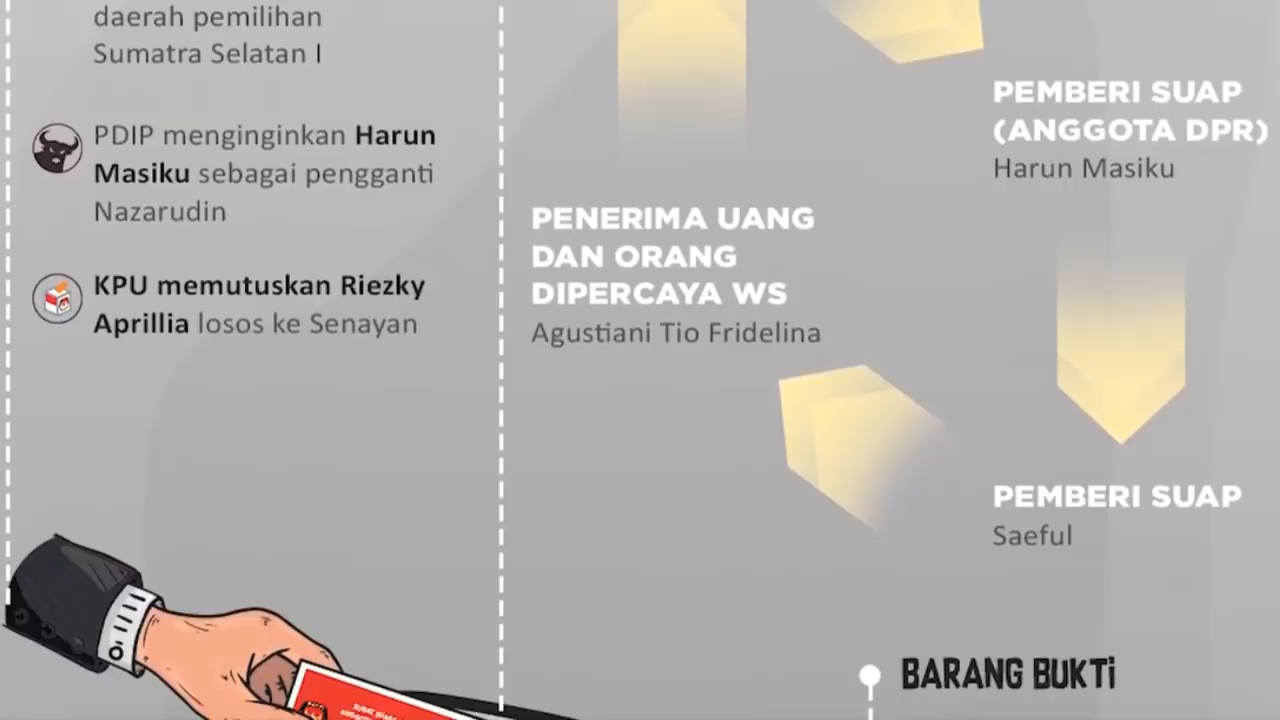 daerah pemilihan
Sumatra Selatan I
PDIP menginginkan Harun
Masiku sebagai pengganti
Nazarudin
KPU memutuskan Riezky
Aprillia losos ke Senayan
PENERIMA UANG
DAN ORANG
DIPERCAYA WS
Agustiani Tio Fridelina
PEMBERI SUAP
(ANGGOTA DPR)
Harun Masiku
PEMBERI SUAP
Saeful
BARANG BUKTi